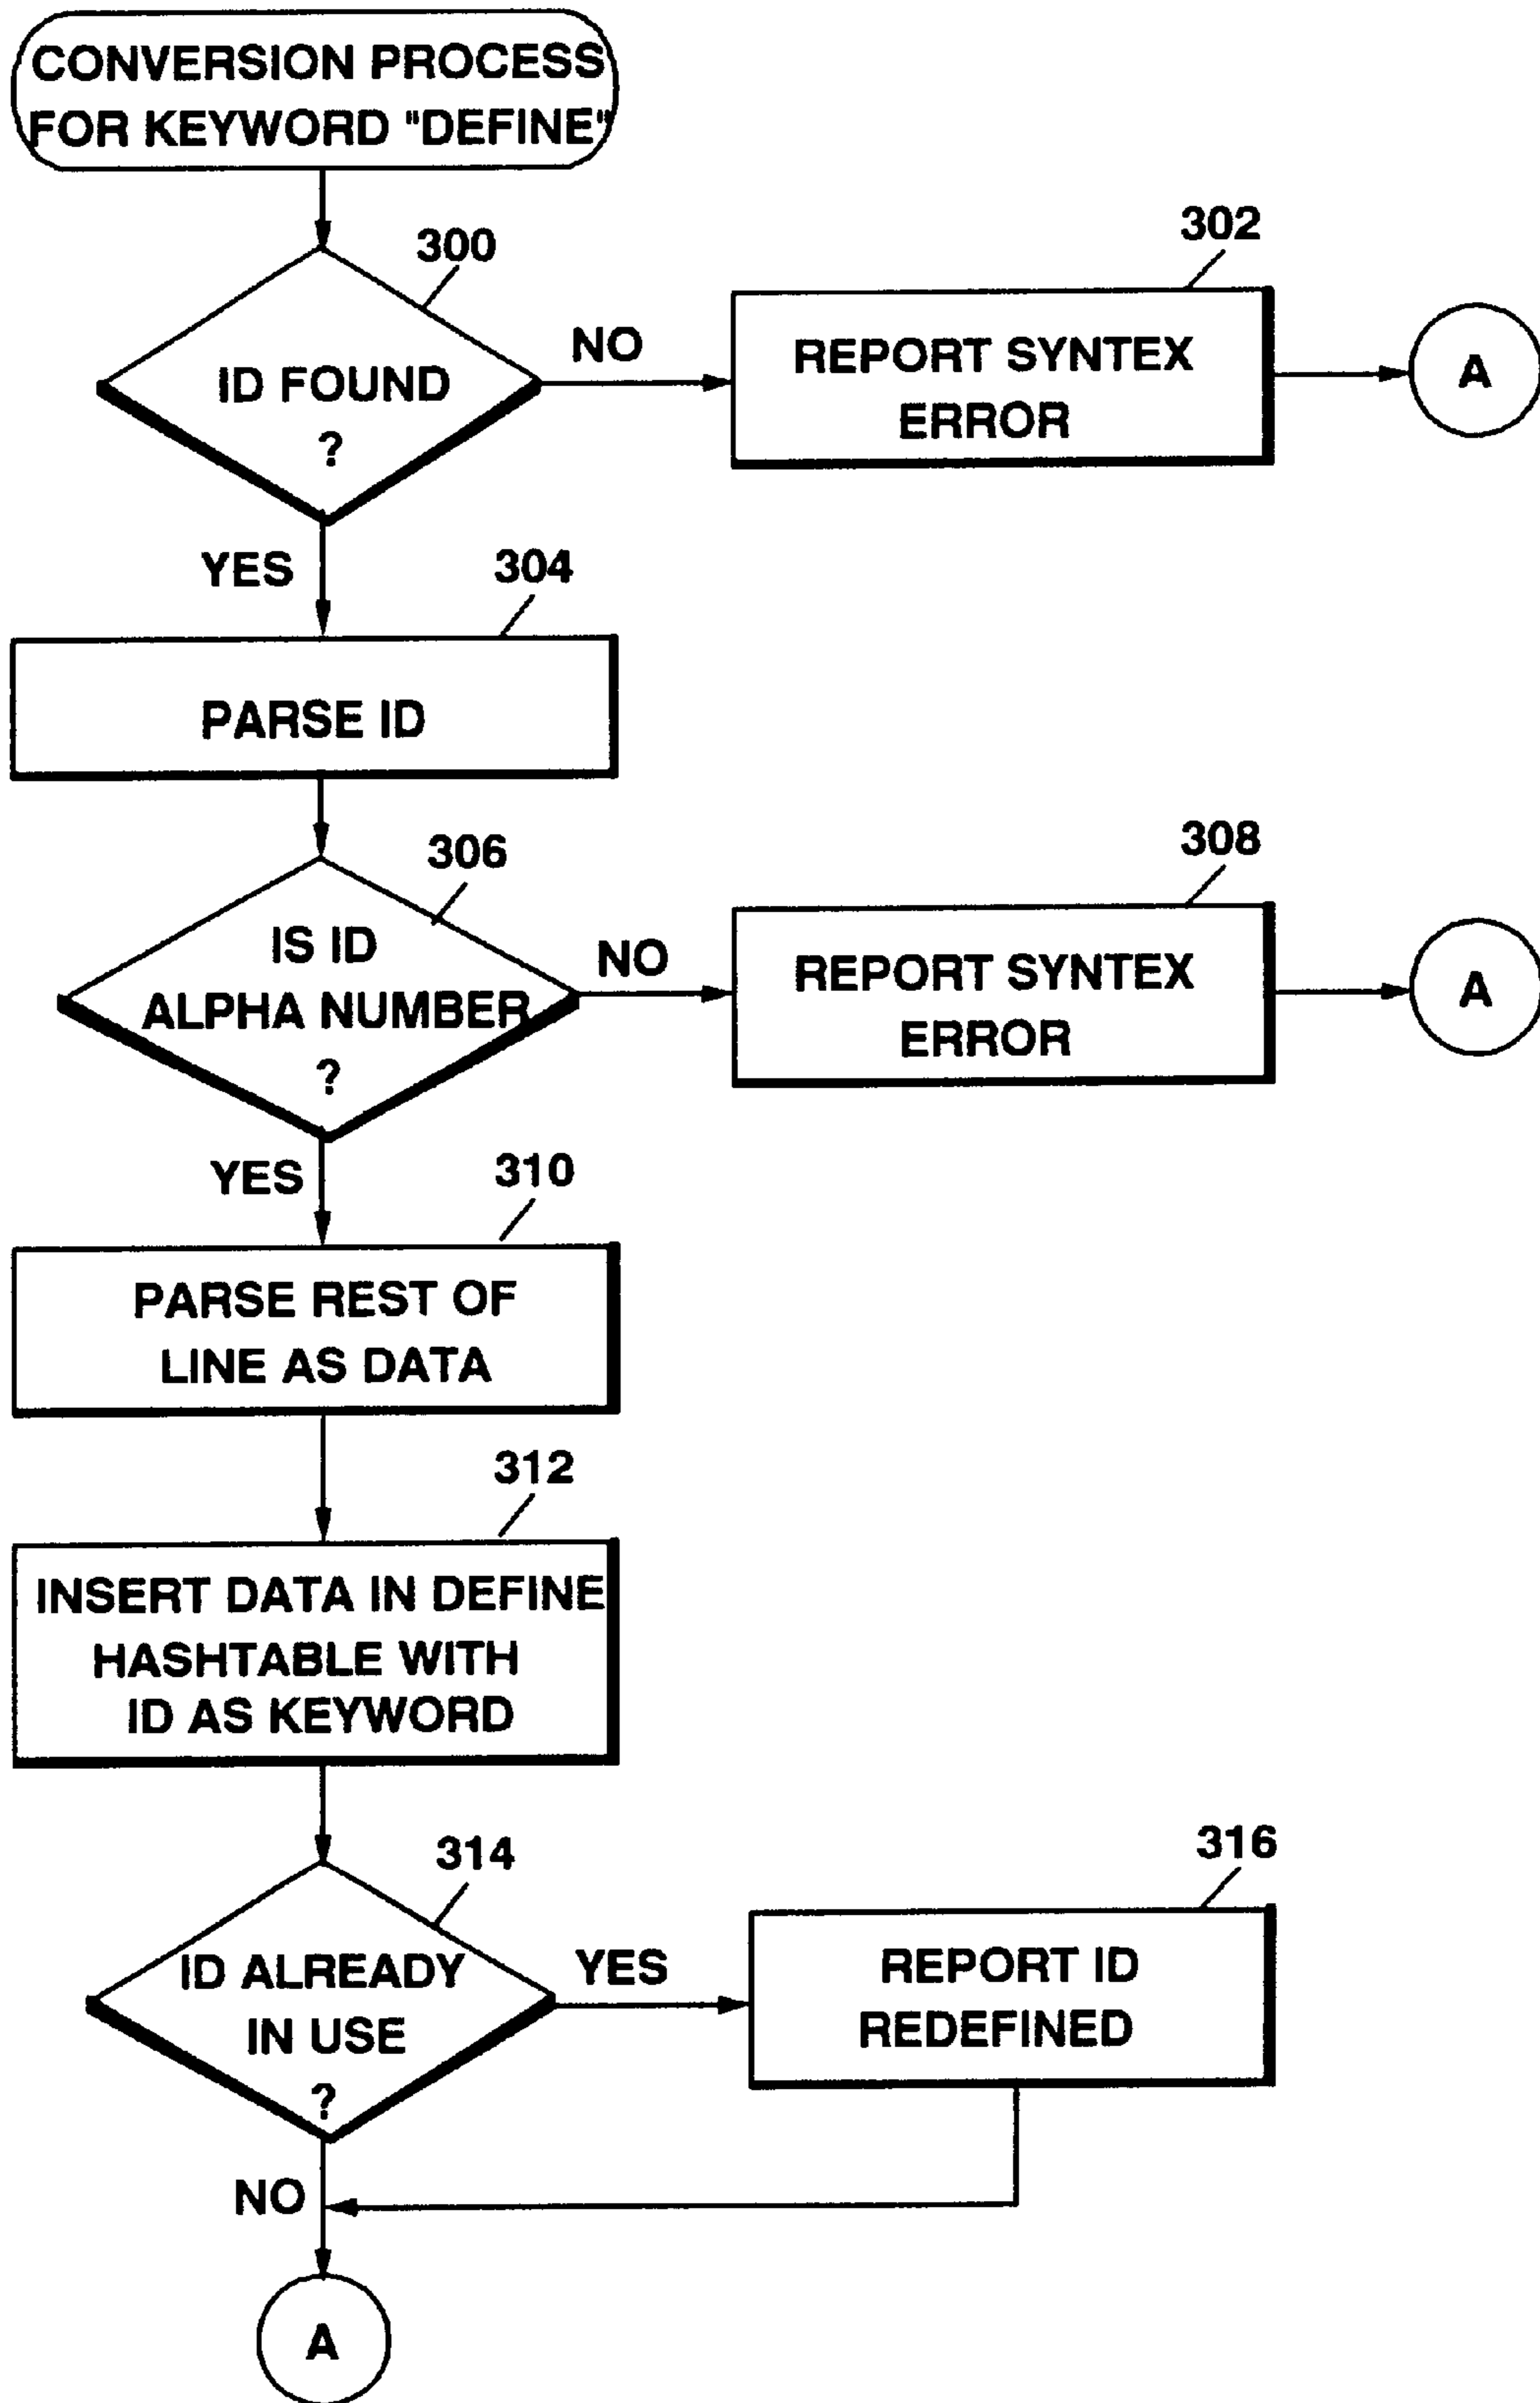 CONVERSION PROCESS
FOR KEYWORD "DEFINE"
300
ID FOUND
?
NO
302
REPORT SYNTEX
ERROR
A
YES
304
PARSE ID
306
IS ID
ALPHA NUMBER
?
NO
308
REPORT SYNTEX
ERROR
A
YES
310
PARSE REST OF
LINE AS DATA
312
INSERT DATA IN DEFINE
HASHTABLE WITH
ID AS KEYWORD
314
ID ALREADY
IN USE
?
YES
316
REPORT ID
REDEFINED
NO
A